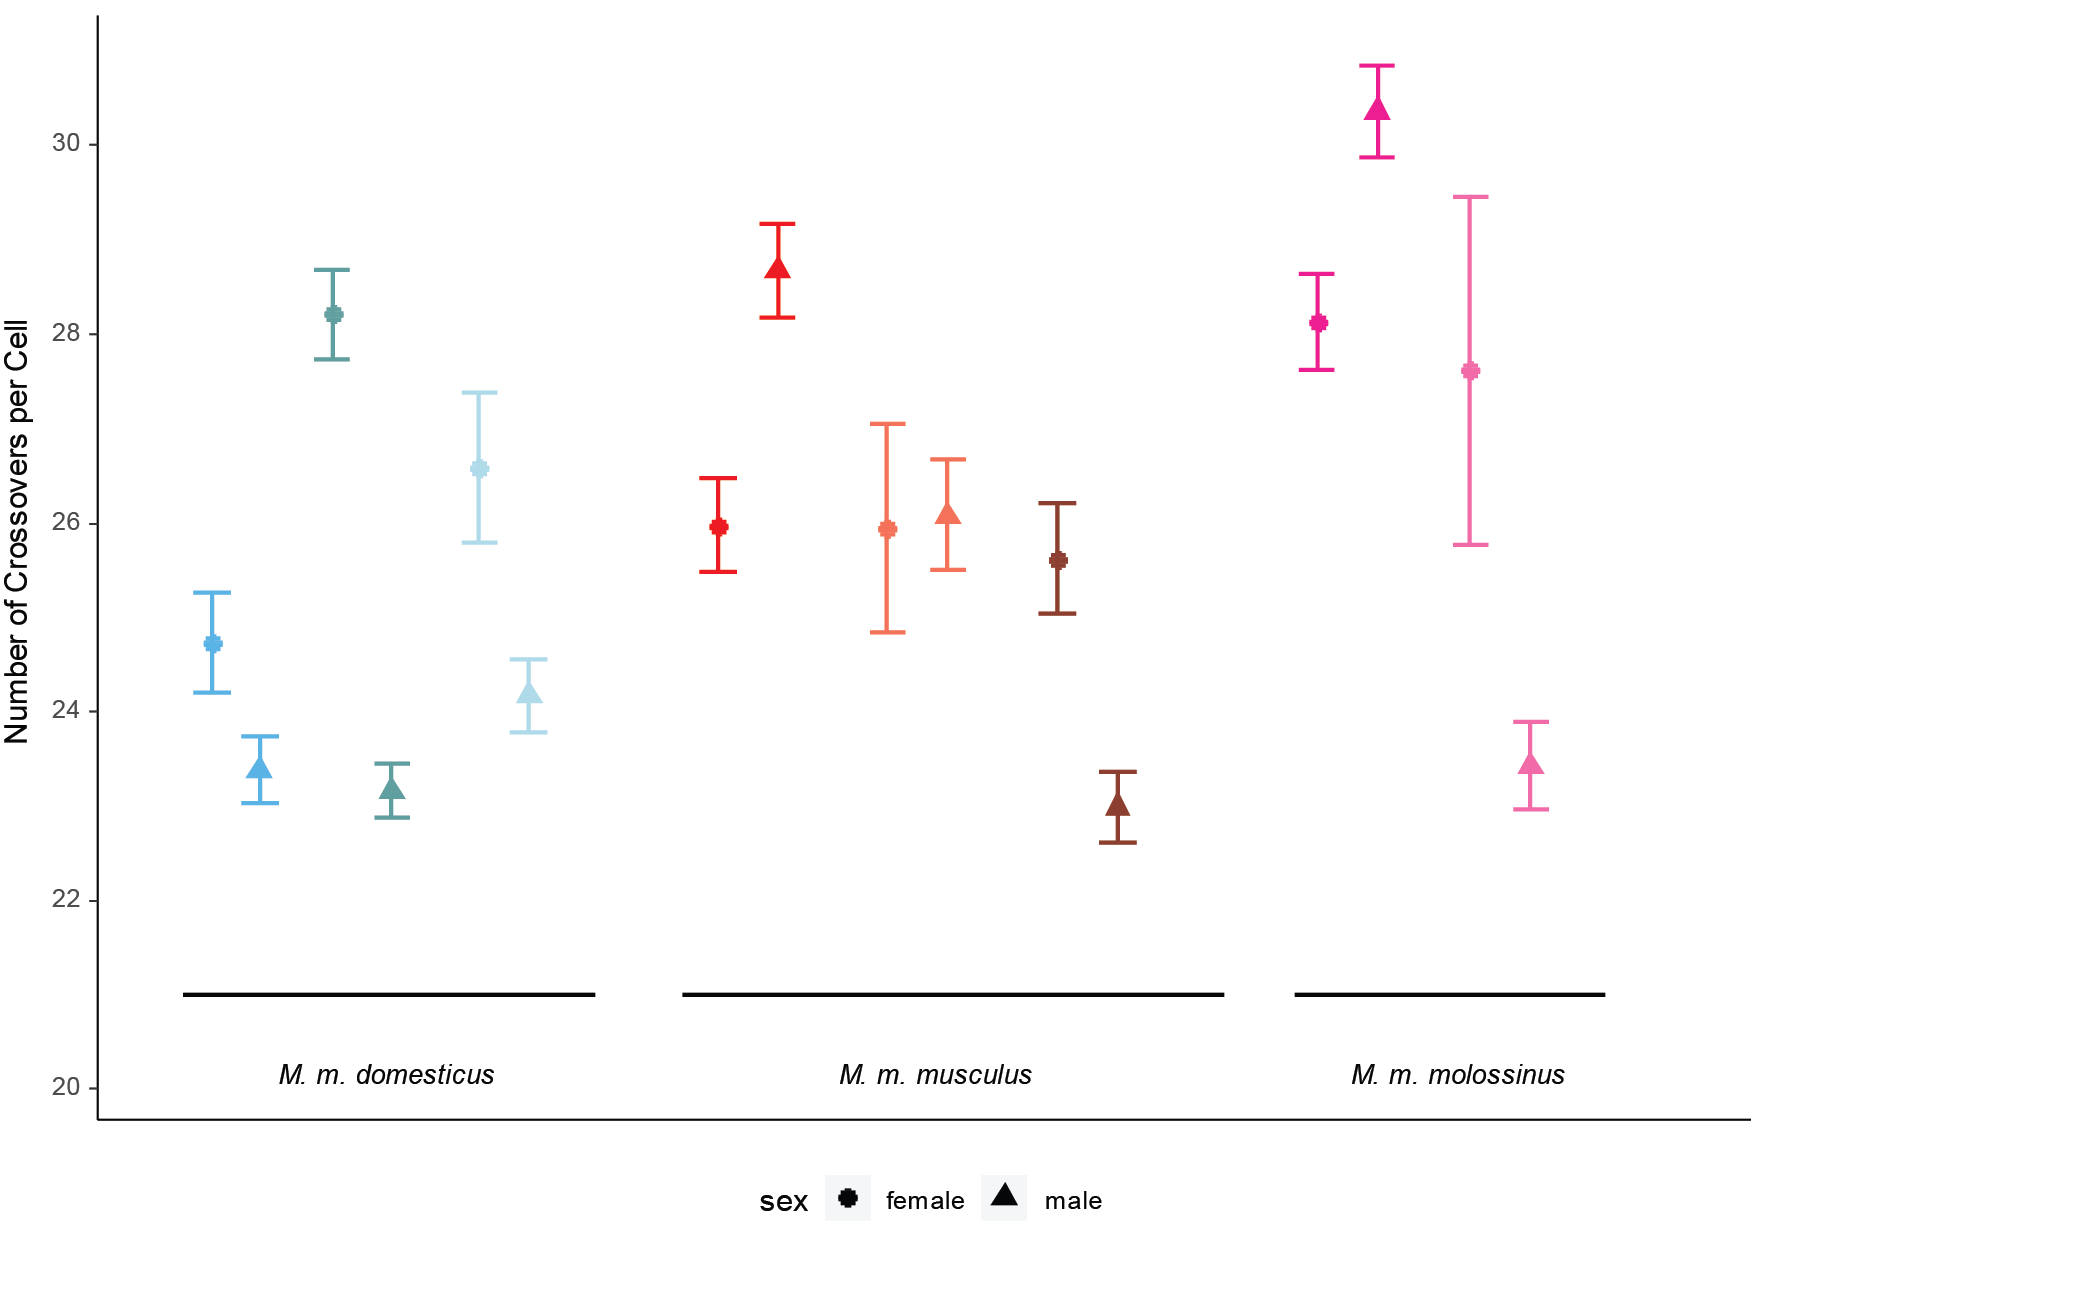 Number of Crossovers per Cell
30
28
26
24
22
20
M. m. domesticus
M. m. musculus
M. m. molossinus
sex female male